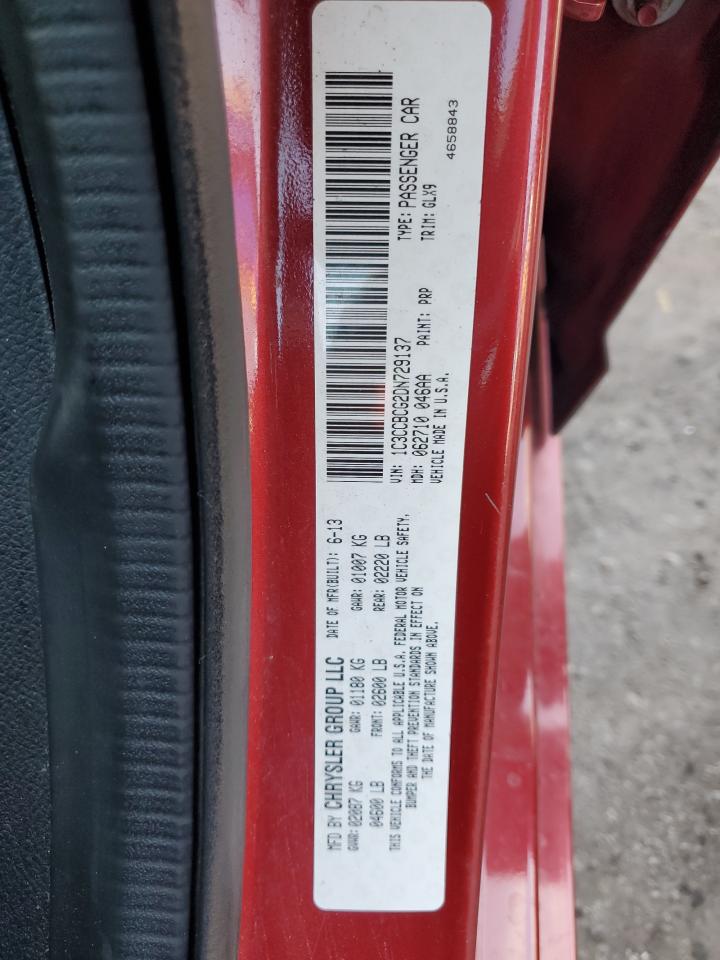 MFD BY CHRYSLER GROUP LLC DATE OF MFR(BUILT): 6-13
GVWR: 02087 KG GAWR: 01180 KG GAWR: 01007 KG
04600 LB FRONT: 02600 LB REAR: 02220 LB
THIS VEHICLE CONFORMS TO ALL APPLICABLE U.S.A. FEDERAL MOTOR VEHICLE SAFETY,
BUMPER AND THEFT PREVENTION STANDARDS IN EFFECT ON
THE DATE OF MANUFACTURE SHOWN ABOVE.
VIN: 1C3CCBCG2DN729137 TYPE: PASSENGER CAR
MDH: 062710 046AA PAINT: PRP TRIM: GLX9
VEHICLE MADE IN U.S.A.
4658843